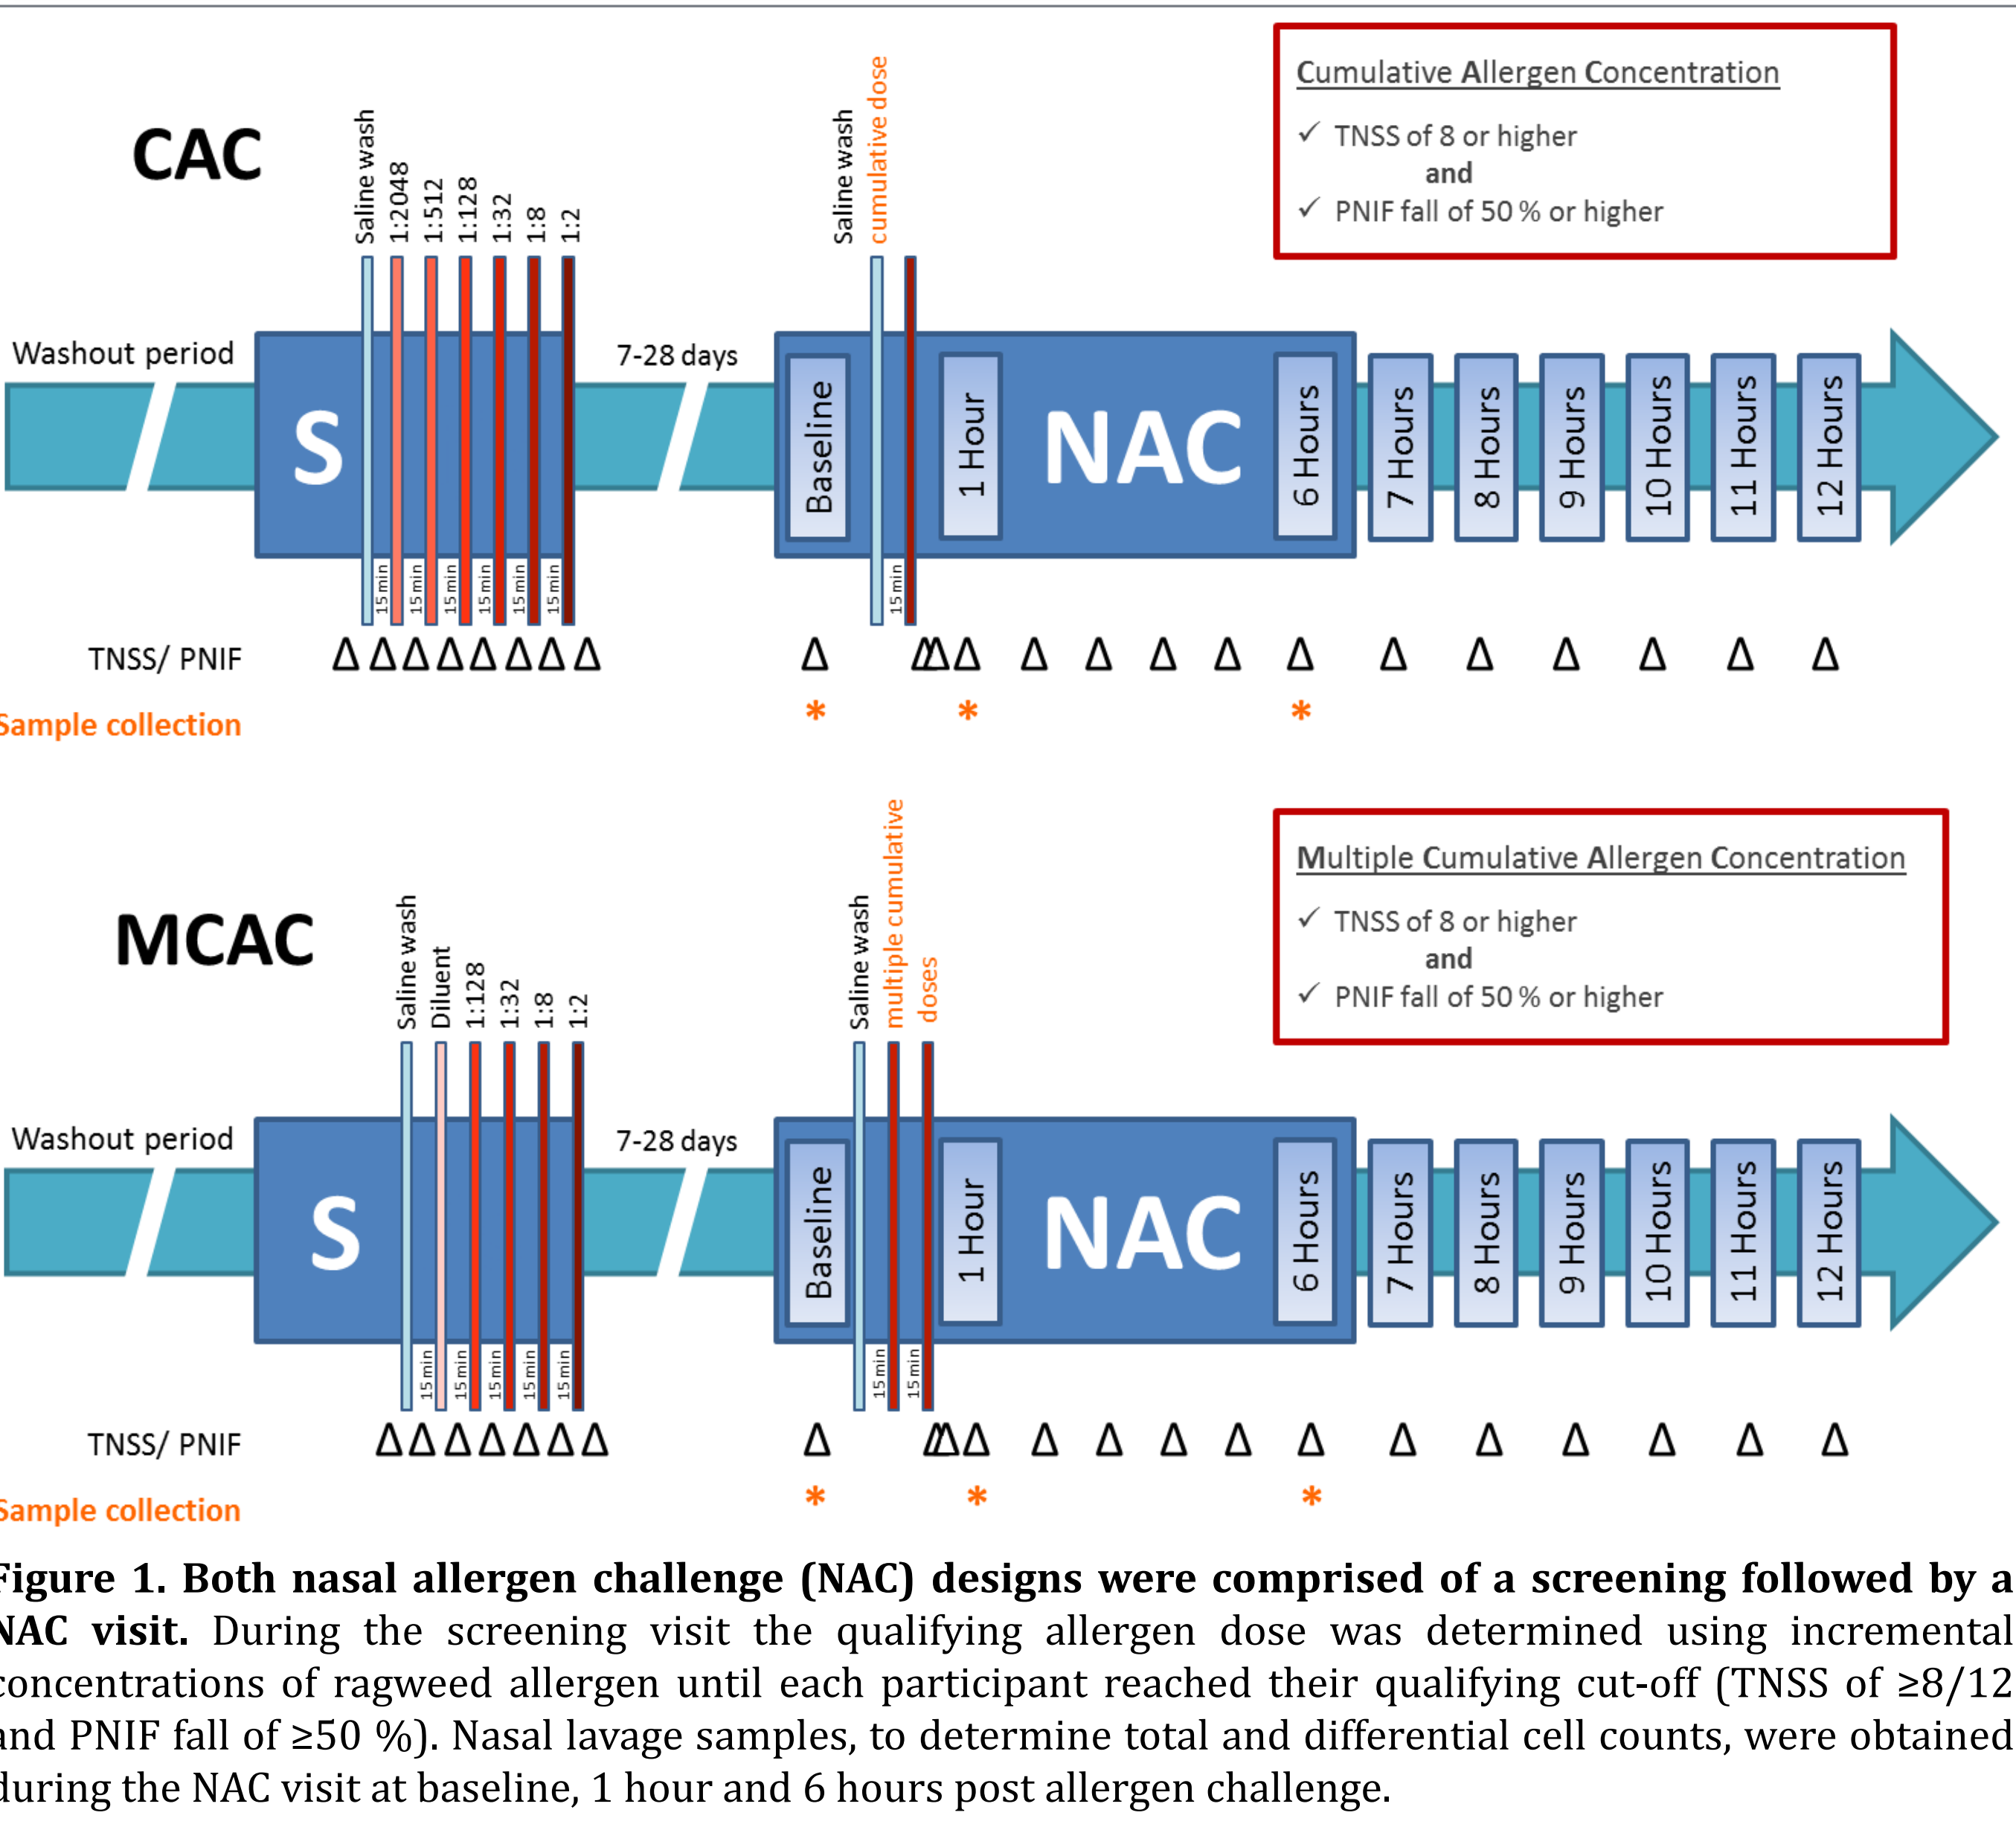 CAC
Saline wash
1:2048
1:512
1:128
1:32
1:8
1:2
Saline wash
cumulative dose
Cumulative Allergen Concentration
✓ TNSS of 8 or higher
and
✓ PNIF fall of 50 % or higher
Washout period
S
7-28 days
Baseline
1 Hour
NAC
6 Hours
7 Hours
8 Hours
9 Hours
10 Hours
11 Hours
12 Hours
15 min
15 min
15 min
15 min
15 min
15 min
15 min
TNSS/ PNIF
Δ Δ Δ Δ Δ Δ Δ Δ Δ Δ Δ Δ Δ Δ Δ Δ Δ Δ Δ Δ Δ Δ Δ
Sample collection
* * *
MCAC
Saline wash
Diluent
1:128
1:32
1:8
1:2
Saline wash
multiple cumulative
doses
Multiple Cumulative Allergen Concentration
✓ TNSS of 8 or higher
and
✓ PNIF fall of 50 % or higher
Washout period
S
7-28 days
Baseline
1 Hour
NAC
6 Hours
7 Hours
8 Hours
9 Hours
10 Hours
11 Hours
12 Hours
15 min
15 min
15 min
15 min
15 min
15 min
15 min
TNSS/ PNIF
Δ Δ Δ Δ Δ Δ Δ Δ Δ Δ Δ Δ Δ Δ Δ Δ Δ Δ Δ Δ Δ Δ
Sample collection
* * *
Figure 1. Both nasal allergen challenge (NAC) designs were comprised of a screening followed by a
NAC visit. During the screening visit the qualifying allergen dose was determined using incremental
concentrations of ragweed allergen until each participant reached their qualifying cut-off (TNSS of ≥8/12
and PNIF fall of ≥50 %). Nasal lavage samples, to determine total and differential cell counts, were obtained
during the NAC visit at baseline, 1 hour and 6 hours post allergen challenge.